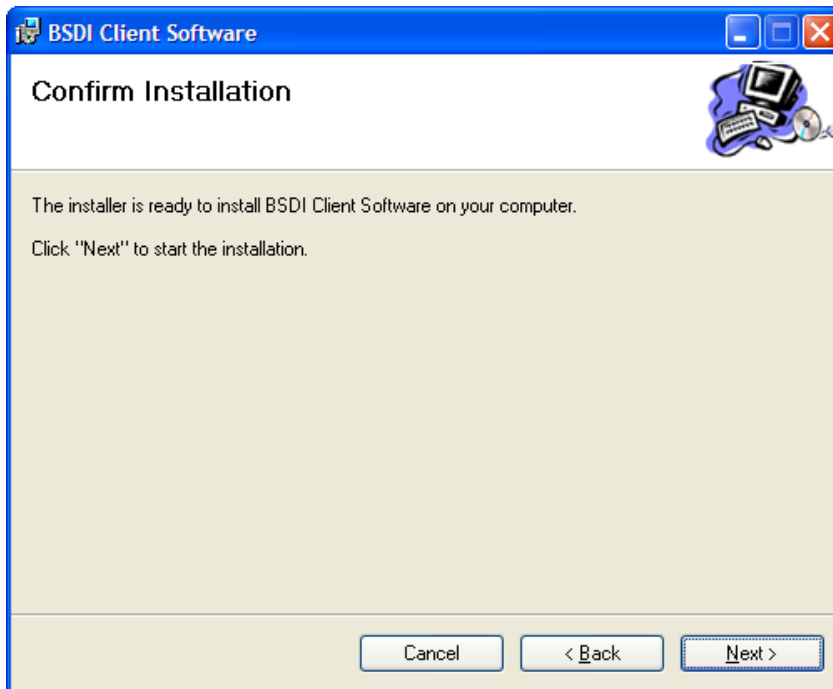 BSDI Client Software
Confirm Installation
The installer is ready to install BSDI Client Software on your computer.
Click "Next" to start the installation.
Cancel
< Back
Next >